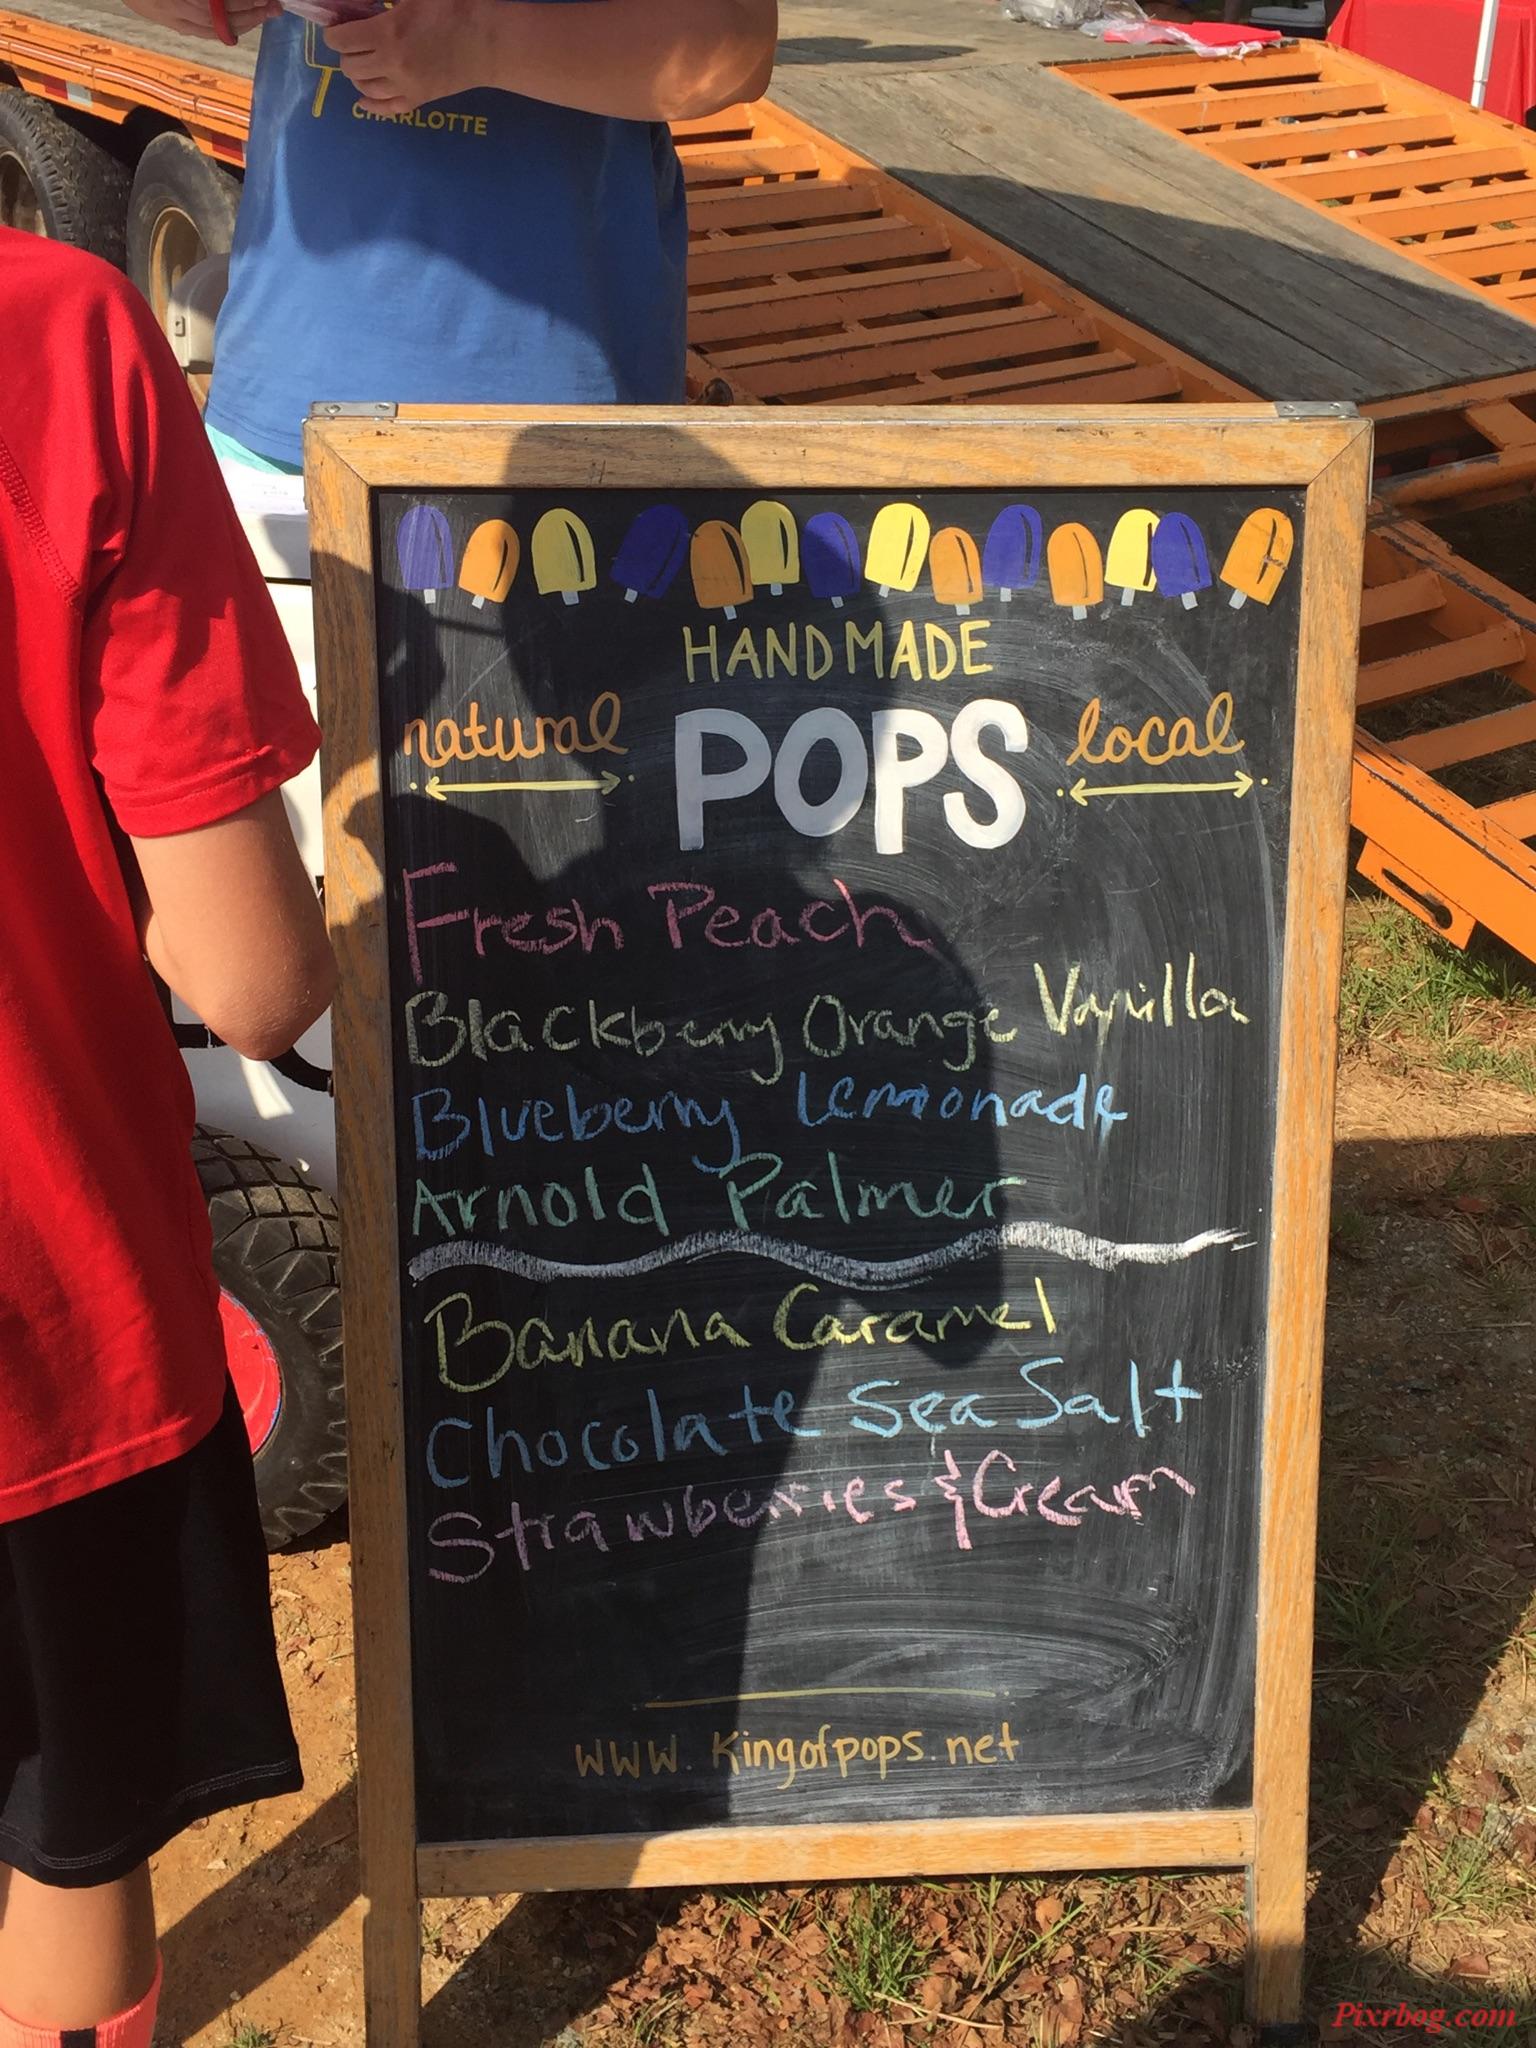 CHARLOTTE
HANDMADE
natural POPS local
Fresh Peach
Blackberry Orange Vanilla
Blueberry Lemonade
Arnold Palmer
Banana Caramel
Chocolate Sea Salt
Strawberries & Cream
www.kingofpops.net
Pixrbog.com